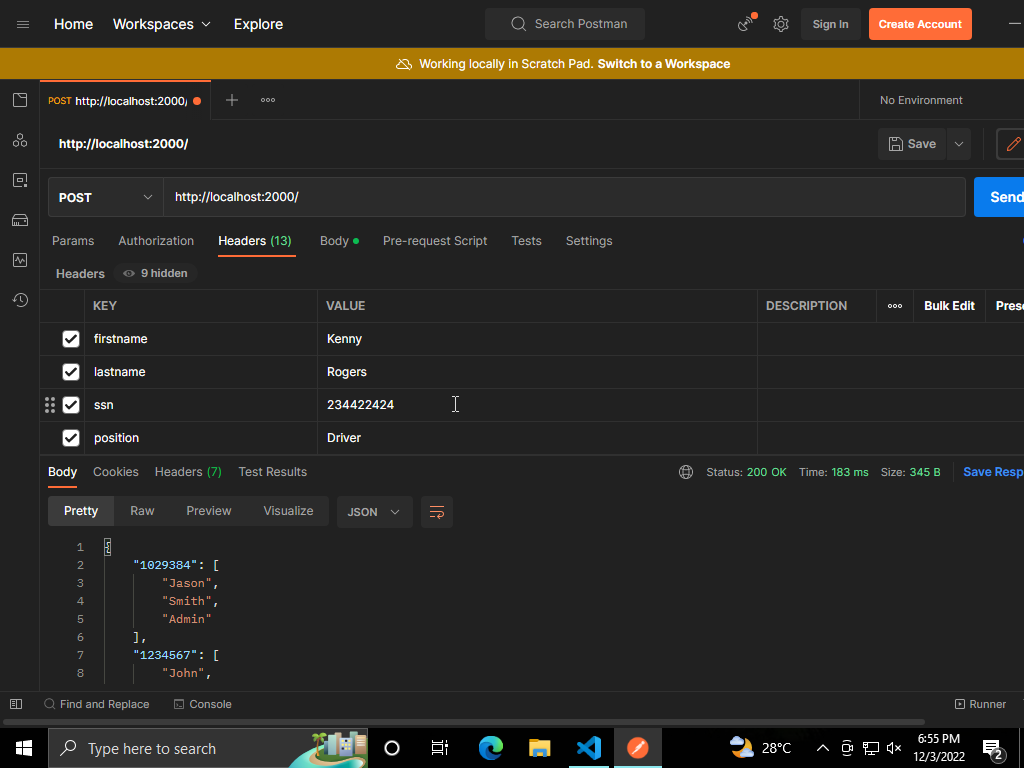 Home Workspaces Explore Search Postman Sign In Create Account
Working locally in Scratch Pad. Switch to a Workspace
POST http://localhost:2000/ No Environment
http://localhost:2000/ Save
POST http://localhost:2000/ Send
Params Authorization Headers (13) Body Pre-request Script Tests Settings
Headers 9 hidden
KEY VALUE DESCRIPTION Bulk Edit Pres
firstname Kenny
lastname Rogers
ssn 234422424
position Driver
Body Cookies Headers (7) Test Results Status: 200 OK Time: 183 ms Size: 345 B Save Resp
Pretty Raw Preview Visualize JSON
1 {
2 "1029384": [
3 "Jason",
4 "Smith",
5 "Admin"
6 ],
7 "1234567": [
8 "John",
Find and Replace Console Runner
Type here to search 28°C 6:55 PM
12/3/2022 2